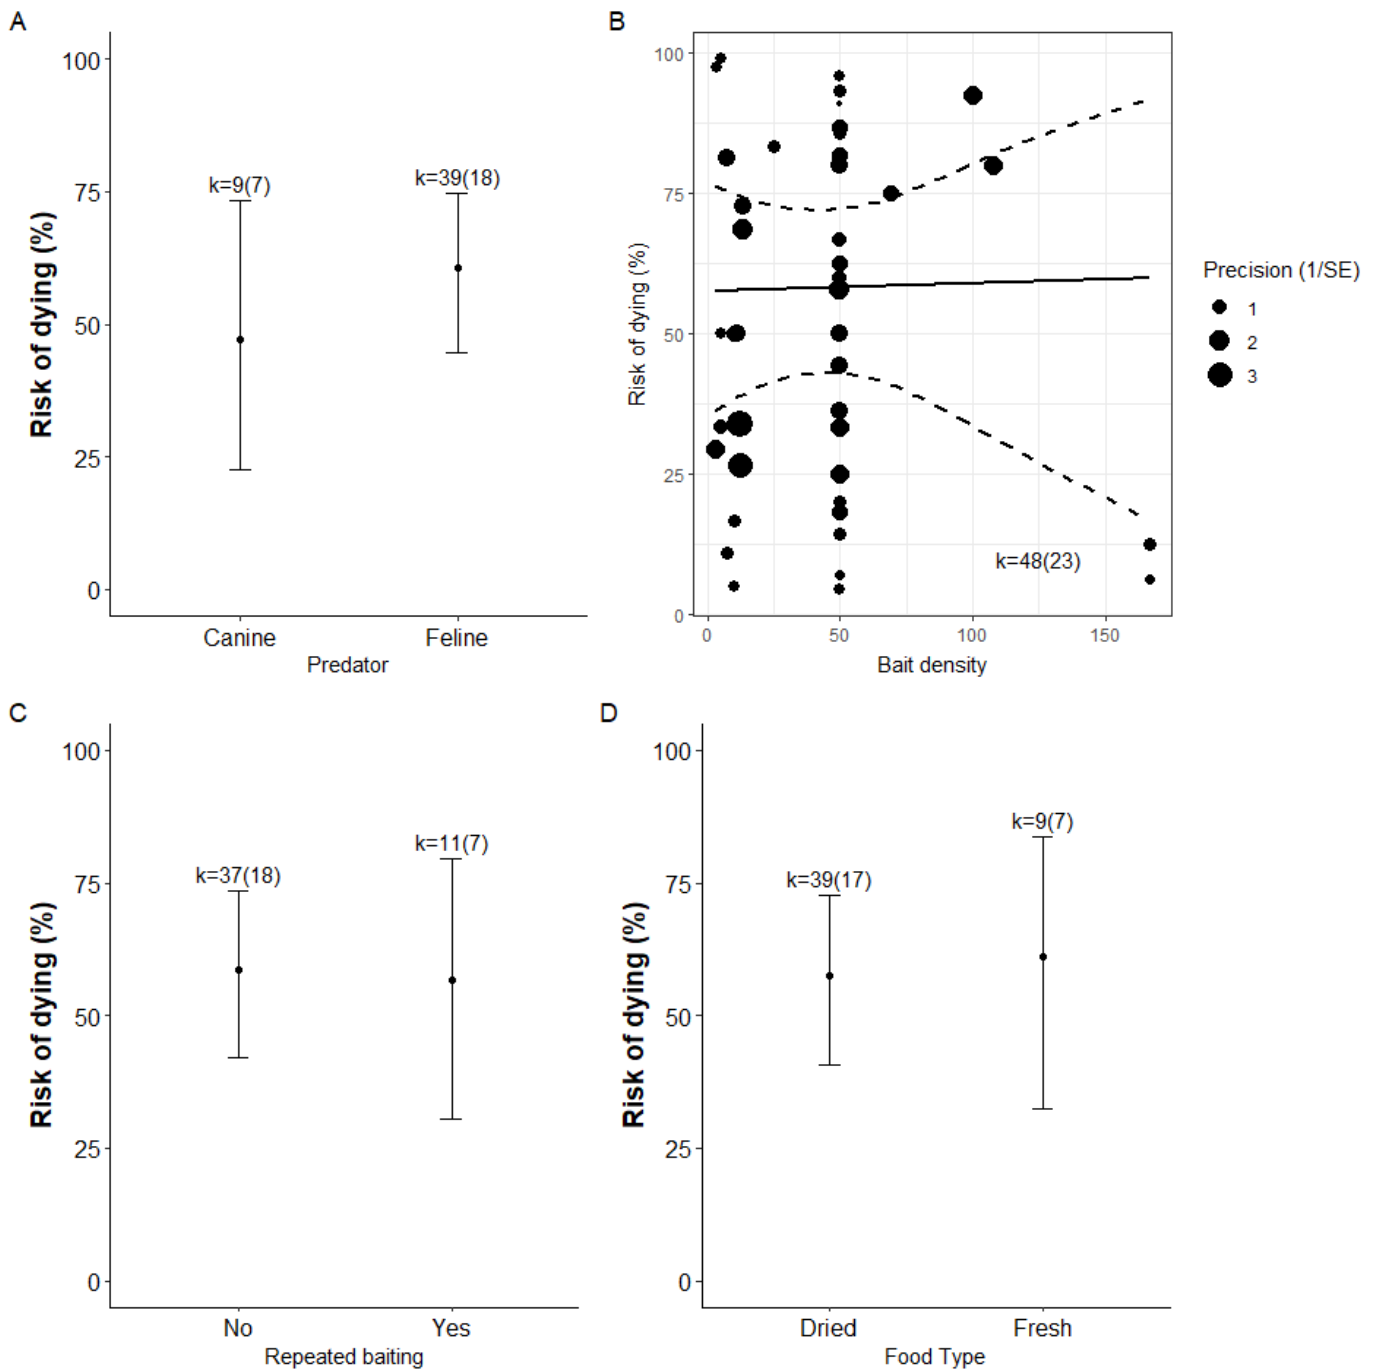 A
Risk of dying (%)
100
75
50
25
0
k=9(7)
k=39(18)
Canine
Feline
Predator
B
Risk of dying (%)
100
75
50
25
0
k=48(23)
0
50
100
150
Bait density
Precision (1/SE)
1
2
3
C
Risk of dying (%)
100
75
50
25
0
k=37(18)
k=11(7)
No
Yes
Repeated baiting
D
Risk of dying (%)
100
75
50
25
0
k=39(17)
k=9(7)
Dried
Fresh
Food Type